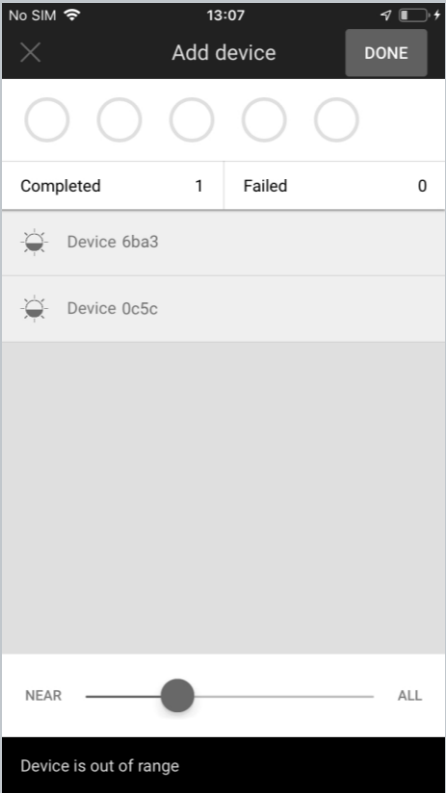 No SIM 13:07
Add device DONE
Completed 1 Failed 0
Device 6ba3
Device 0c5c
NEAR ALL
Device is out of range